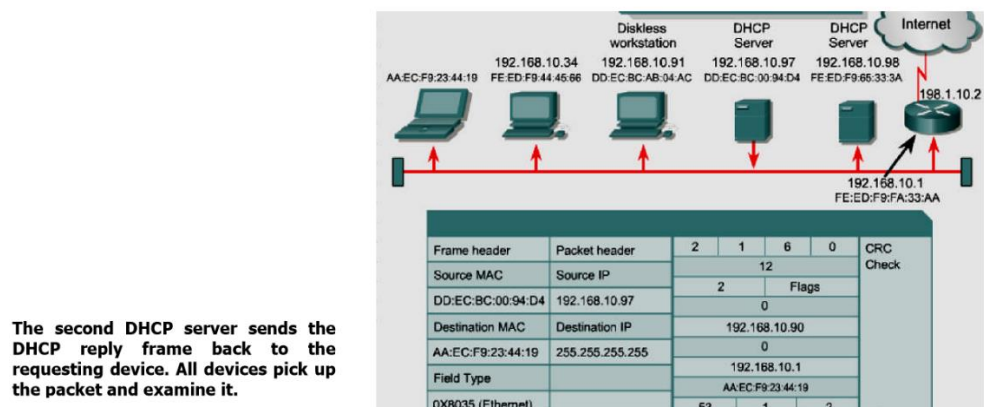 Internet
Diskless workstation
DHCP Server
DHCP Server
192.168.10.34
192.168.10.91
192.168.10.97
192.168.10.98
AA:EC:F9:23:44:19
FE:ED:F9:44:45:66
DD:EC:BC:AB:04:AC
DD:EC:BC:00:94:D4
FE:ED:F9:65:33:3A
198.1.10.2
192.168.10.1
FE:ED:F9:FA:33:AA
Frame header Packet header 2 1 6 0 CRC Check
12
Source MAC Source IP
2 Flags
DD:EC:BC:00:94:D4 192.168.10.97
0
Destination MAC Destination IP 192.168.10.90
AA:EC:F9:23:44:19 255.255.255.255 0
192.168.10.1
Field Type
AA:EC:F9:23:44:19
0X8035 (Ethernet) 53 1 2
The second DHCP server sends the
DHCP reply frame back to the
requesting device. All devices pick up
the packet and examine it.